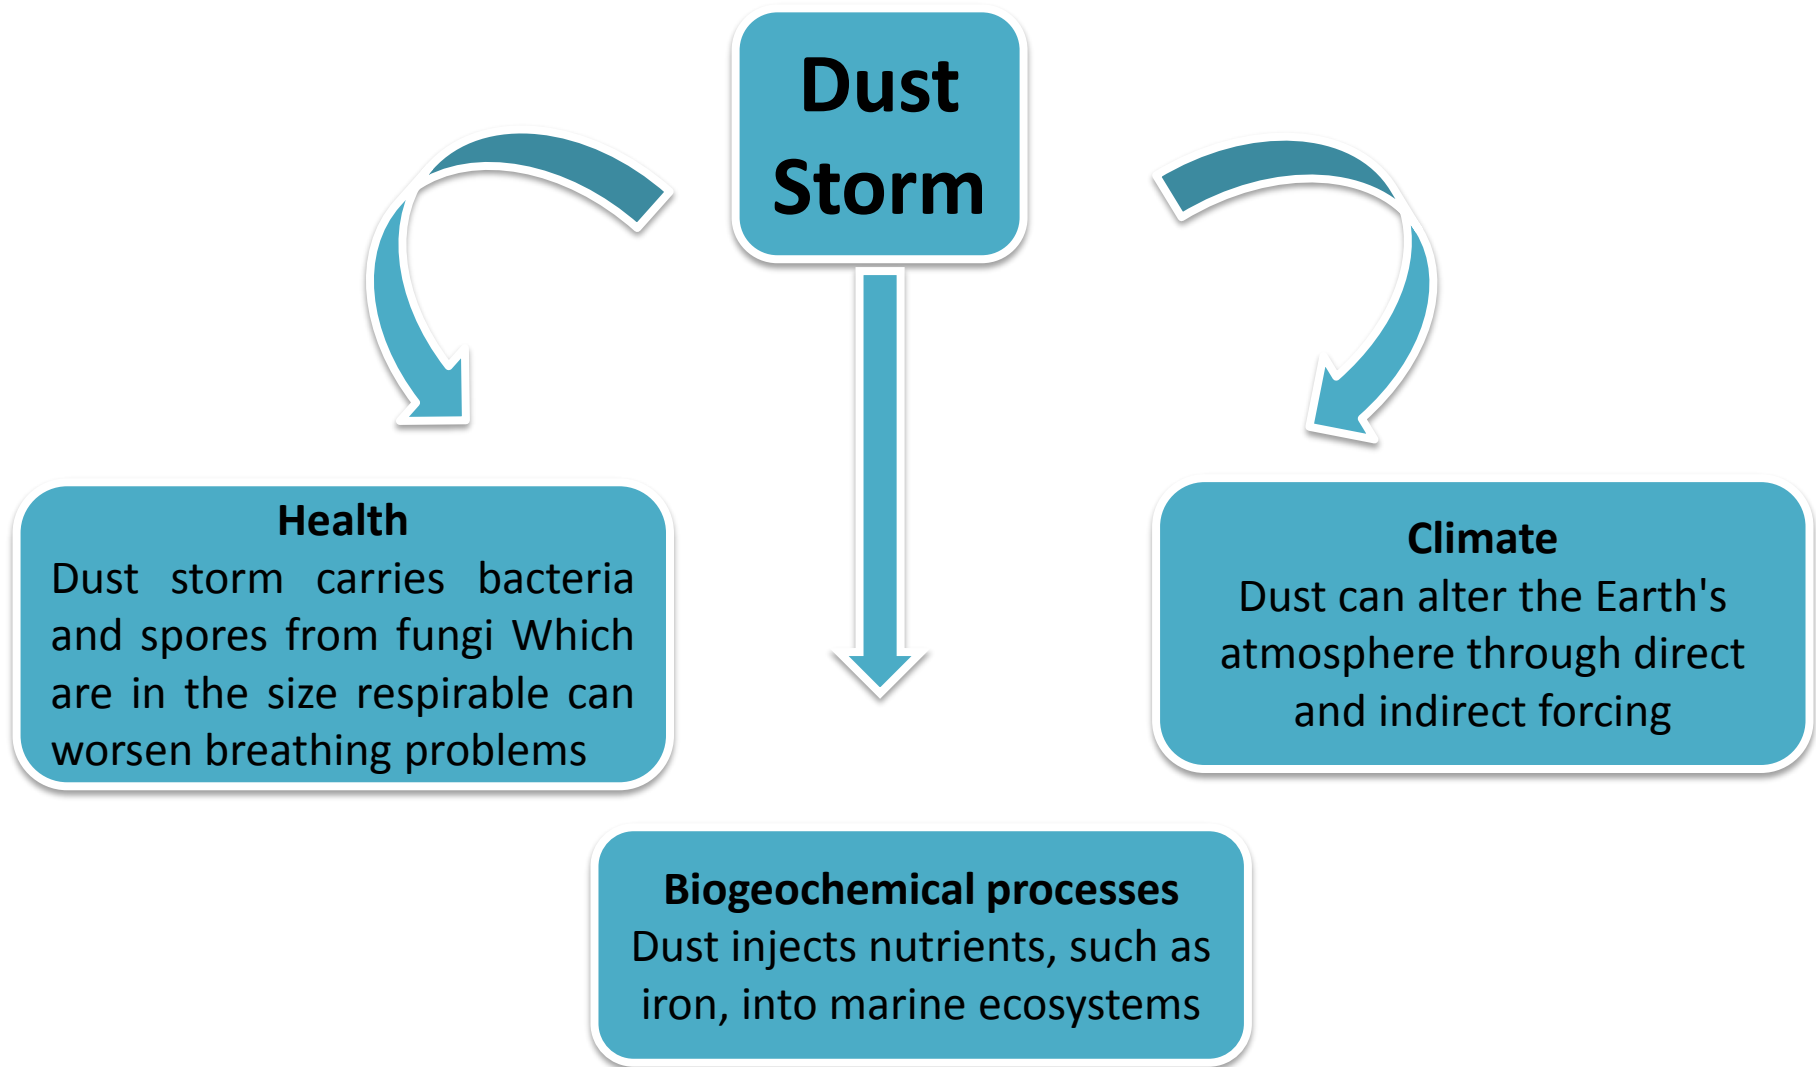 Dust
Storm
Health
Dust storm carries bacteria
and spores from fungi Which
are in the size respirable can
worsen breathing problems
Climate
Dust can alter the Earth's
atmosphere through direct
and indirect forcing
Biogeochemical processes
Dust injects nutrients, such as
iron, into marine ecosystems